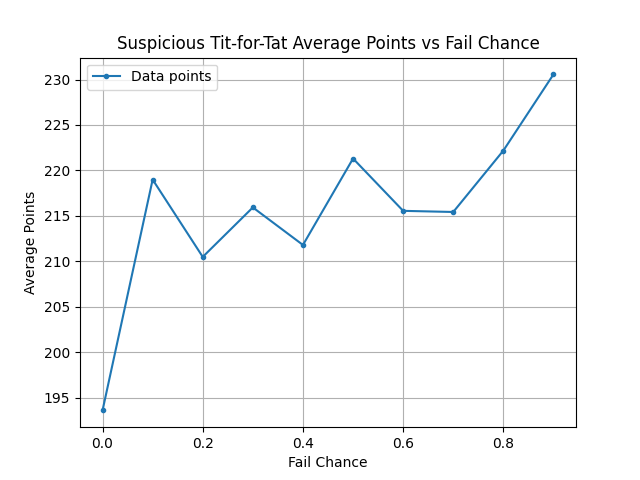 Suspicious Tit-for-Tat Average Points vs Fail Chance
Data points
230
225
220
215
210
205
200
195
Average Points
0.0 0.2 0.4 0.6 0.8
Fail Chance